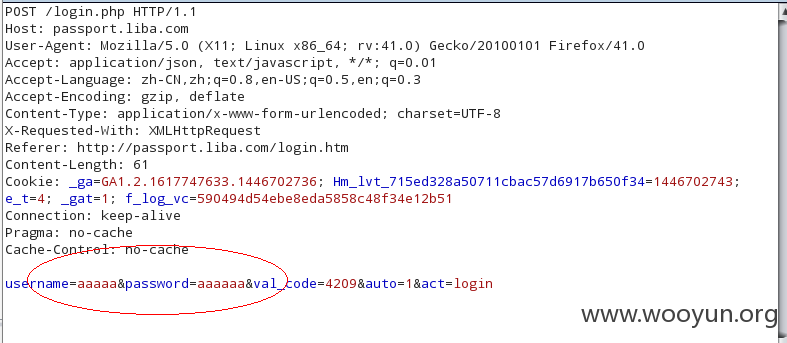 POST /login.php HTTP/1.1
Host: passport.liba.com
User-Agent: Mozilla/5.0 (X11; Linux x86_64; rv:41.0) Gecko/20100101 Firefox/41.0
Accept: application/json, text/javascript, */*; q=0.01
Accept-Language: zh-CN,zh;q=0.8,en-US;q=0.5,en;q=0.3
Accept-Encoding: gzip, deflate
Content-Type: application/x-www-form-urlencoded; charset=UTF-8
X-Requested-With: XMLHttpRequest
Referer: http://passport.liba.com/login.htm
Content-Length: 61
Cookie: _ga=GA1.2.1617747633.1446702736; Hm_lvt_715ed328a50711cbac57d6917b650f34=1446702743;
e_t=4; _gat=1; f_log_vc=590494d54ebe8eda5858c48f34e12b51
Connection: keep-alive
Pragma: no-cache
Cache-Control: no-cache
username=aaaaa&password=aaaaaa&val_code=4209&auto=1&act=login
www.wooyun.org